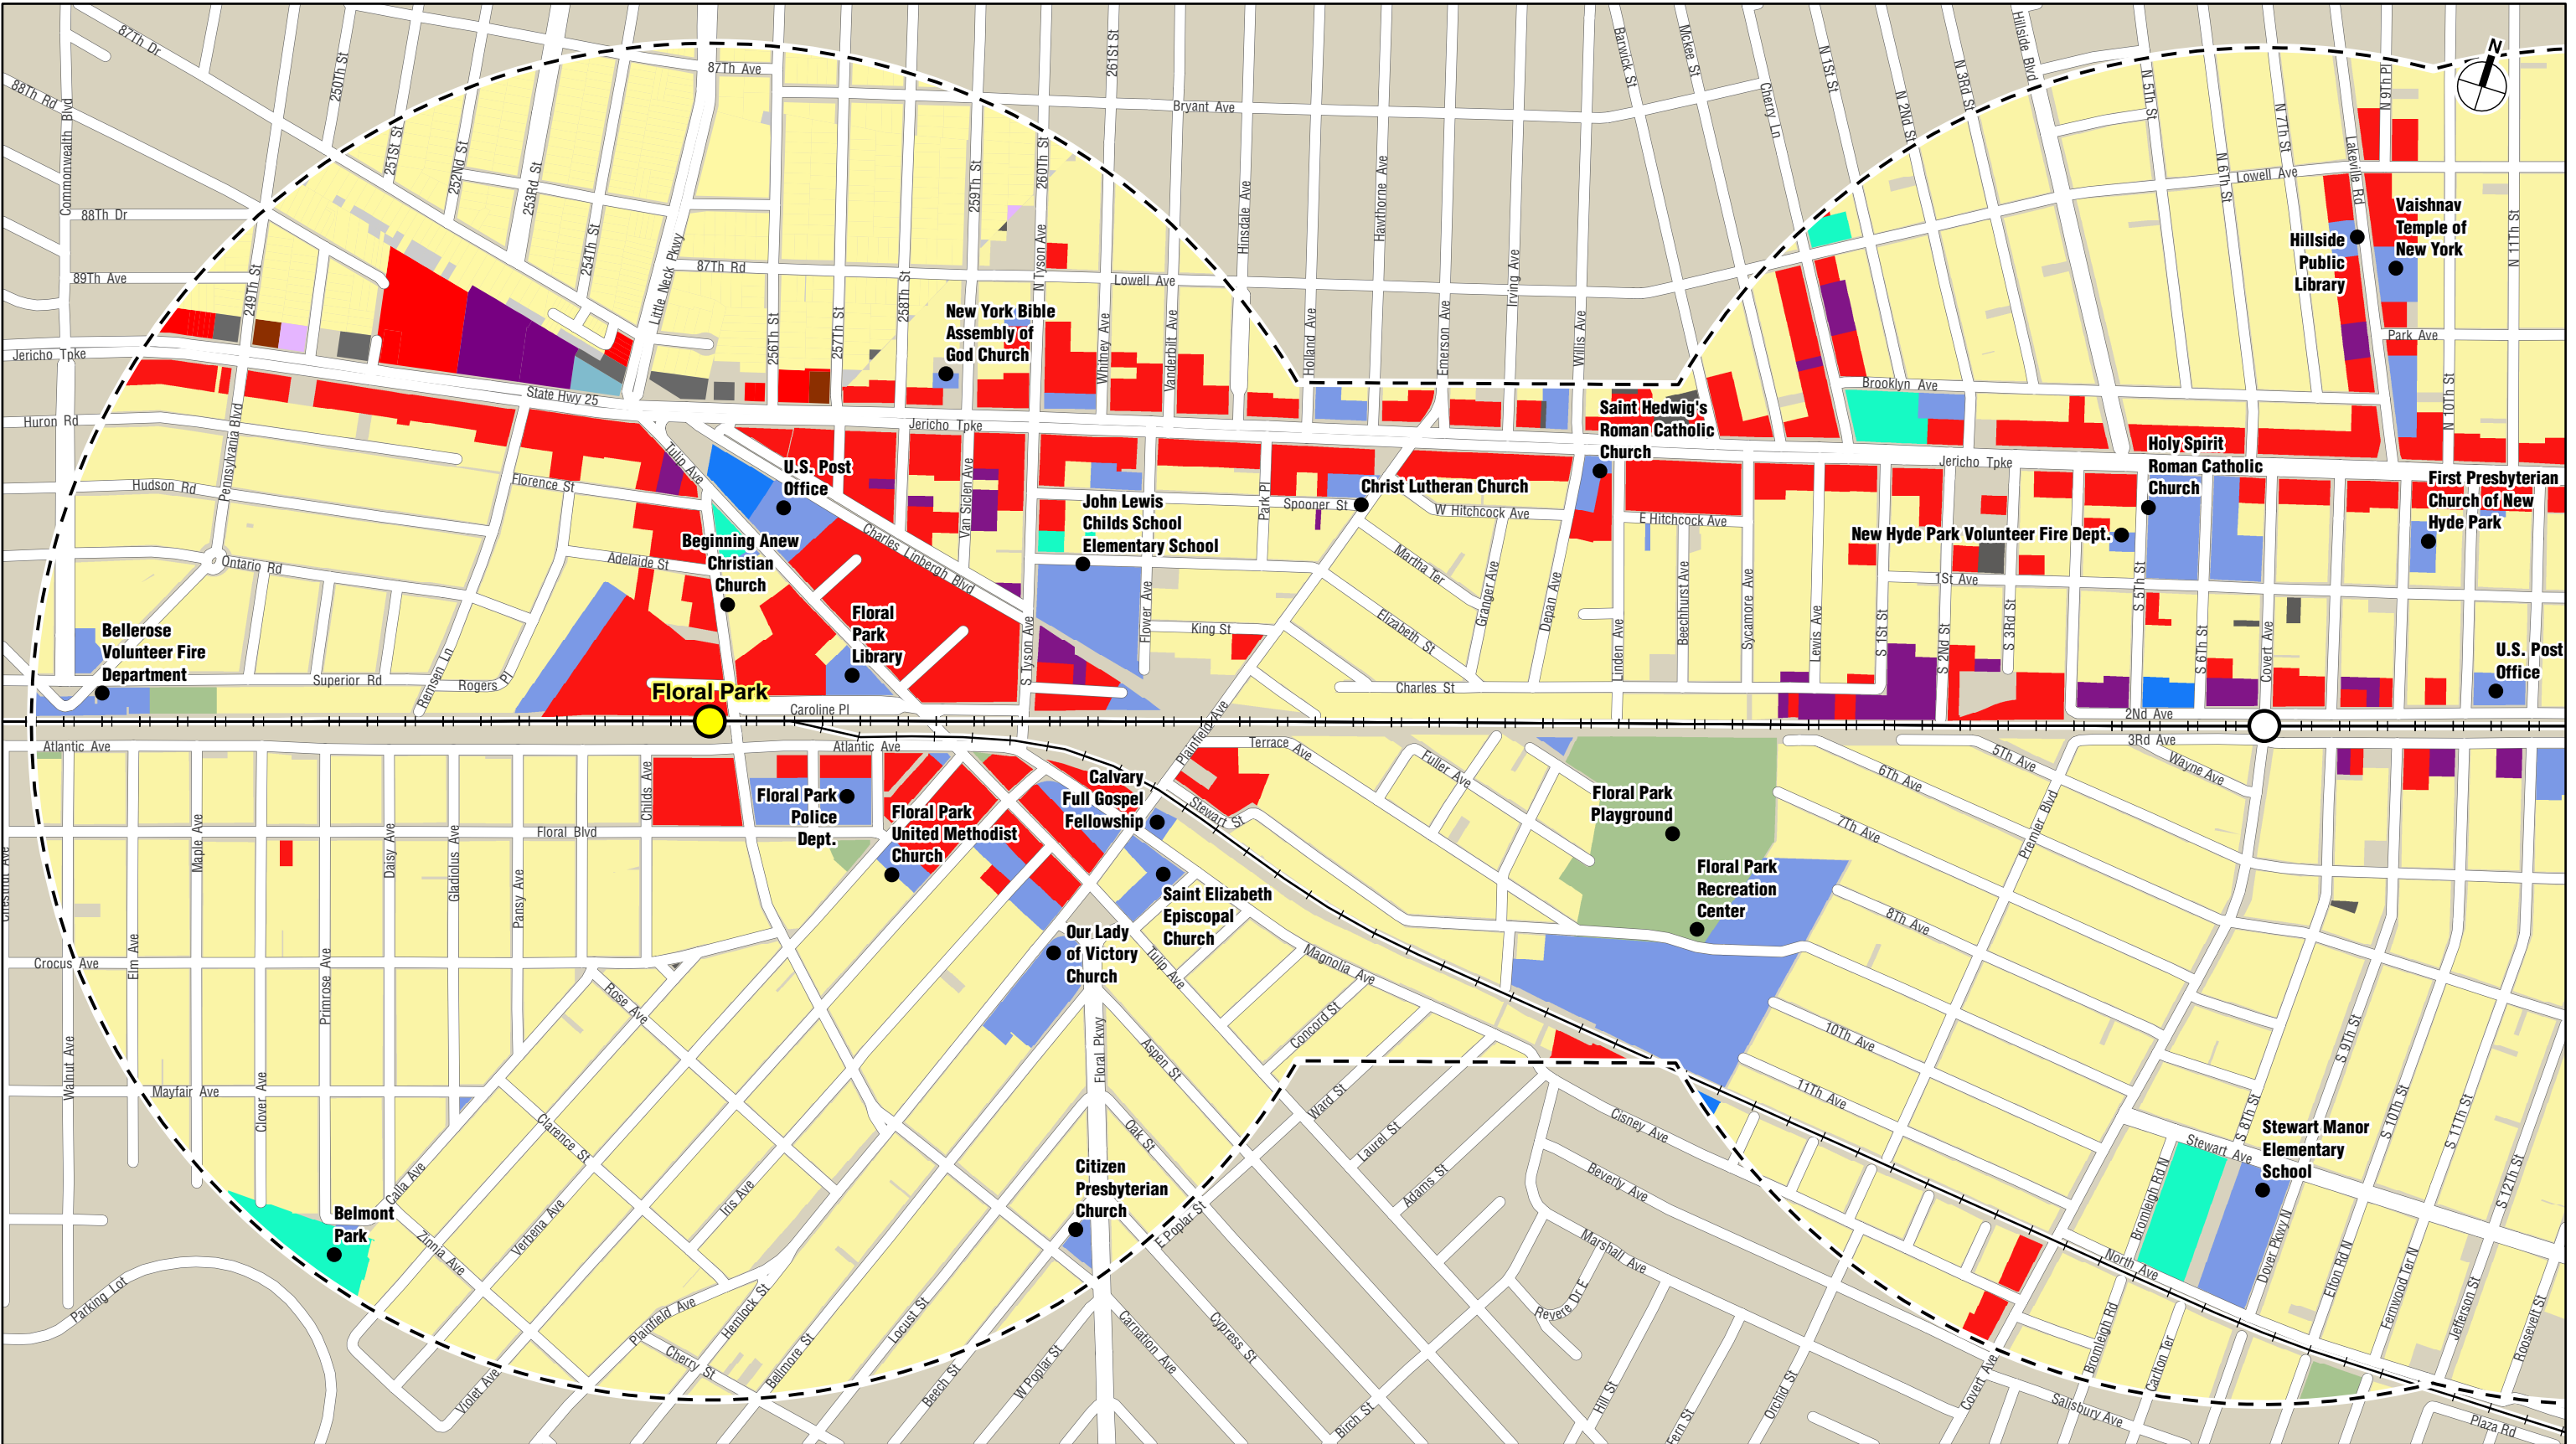 87Th Dr
250Th St
87Th Ave
261St St
Bryant Ave
Barwick St
Mckee St
Cherry Ln
N 1St St
N 2Nd St
N 3Rd St
Hillside Blvd
N 5Th St
N 6Th St
N 7Th St
Lakeville Rd
N 9Th Pl
N
88Th Rd
Commonwealth Blvd
251St St
252Nd St
253Rd St
254Th St
259Th St
260Th St
Hinsdale Ave
Hawthorne Ave
Irving Ave
Lowell Ave
N 11Th St
88Th Dr
89Th Ave
249Th St
Little Neck Pkwy
87Th Rd
256Th St
257Th St
258Th St
N Tyson Ave
Lowell Ave
Whitney Ave
Vanderbilt Ave
Holland Ave
Emerson Ave
Willis Ave
Vaishnav
Temple of
New York
Hillside
Public
Library
New York Bible
Assembly of
God Church
Jericho Tpke
State Hwy 25
Huron Rd
Pennsylvania Blvd
Jericho Tpke
Brooklyn Ave
Park Ave
N 10Th St
Saint Hedwig's
Roman Catholic
Church
Holy Spirit
Roman Catholic
Church
Jericho Tpke
Hudson Rd
Florence St
Tulip Ave
U.S. Post
Office
Van Siclen Ave
John Lewis
Childs School
Elementary School
Park Pl
Spooner St
Christ Lutheran Church
W Hitchcock Ave
E Hitchcock Ave
New Hyde Park Volunteer Fire Dept.
First Presbyterian
Church of New
Hyde Park
Ontario Rd
Adelaide St
Beginning Anew
Christian
Church
Charles Linbergh Blvd
Floral
Park
Library
Flower Ave
King St
Martha Ter
Elizabeth St
Granger Ave
Depan Ave
Linden Ave
Beechhurst Ave
Sycamore Ave
Lewis Ave
S 1St St
S 2Nd St
S 3Rd St
1St Ave
S 5Th St
S 6Th St
Covert Ave
U.S. Post
Office
Bellerose
Volunteer Fire
Department
Superior Rd
Remsen Ln
Rogers Pl
S Tyson Ave
Charles St
Floral Park
Caroline Pl
2Nd Ave
Atlantic Ave
Atlantic Ave
Plainfield Ave
Terrace Ave
Fuller Ave
3Rd Ave
5Th Ave
Wayne Ave
6Th Ave
7Th Ave
Premier Blvd
8Th Ave
Childs Ave
Floral Park
Police
Dept.
Floral Park
United Methodist
Church
Calvary
Full Gospel
Fellowship
Stewart St
Floral Park
Playground
Floral Park
Recreation
Center
Chestnut Ave
Maple Ave
Daisy Ave
Gladiolus Ave
Pansy Ave
Floral Blvd
Saint Elizabeth
Episcopal
Church
Our Lady
of Victory
Church
Crocus Ave
Elm Ave
Primrose Ave
Rose Ave
Tulip Ave
Magnolia Ave
Concord St
Walnut Ave
Mayfair Ave
Clover Ave
Clarence St
Floral Pkwy
Aspen St
Oak St
Ward St
Laurel St
Adams St
Cisney Ave
Beverly Ave
10Th Ave
11Th Ave
S 9Th St
S 8Th St
S 10Th St
S 11Th St
S 12Th St
Stewart Ave
Stewart Manor
Elementary
School
Bromleigh Rd N
Dover Pkwy N
Elton Rd N
Fernwood Ter N
Jefferson St
Roosevelt St
North Ave
Citizen
Presbyterian
Church
E Poplar St
Belmont
Park
Calla Ave
Zinnia Ave
Verbena Ave
Iris Ave
Parking Lot
Plainfield Ave
Hemlock St
Cherry St
Violet Ave
Bellmore St
Locust St
Beech St
W Poplar St
Carnation Ave
Cypress St
Birch St
Marshall Ave
Revere Dr E
Hill St
Fern St
Orchid St
Covert Ave
Bromleigh Rd
Carlton Ter
Salisbury Ave
Plaza Rd